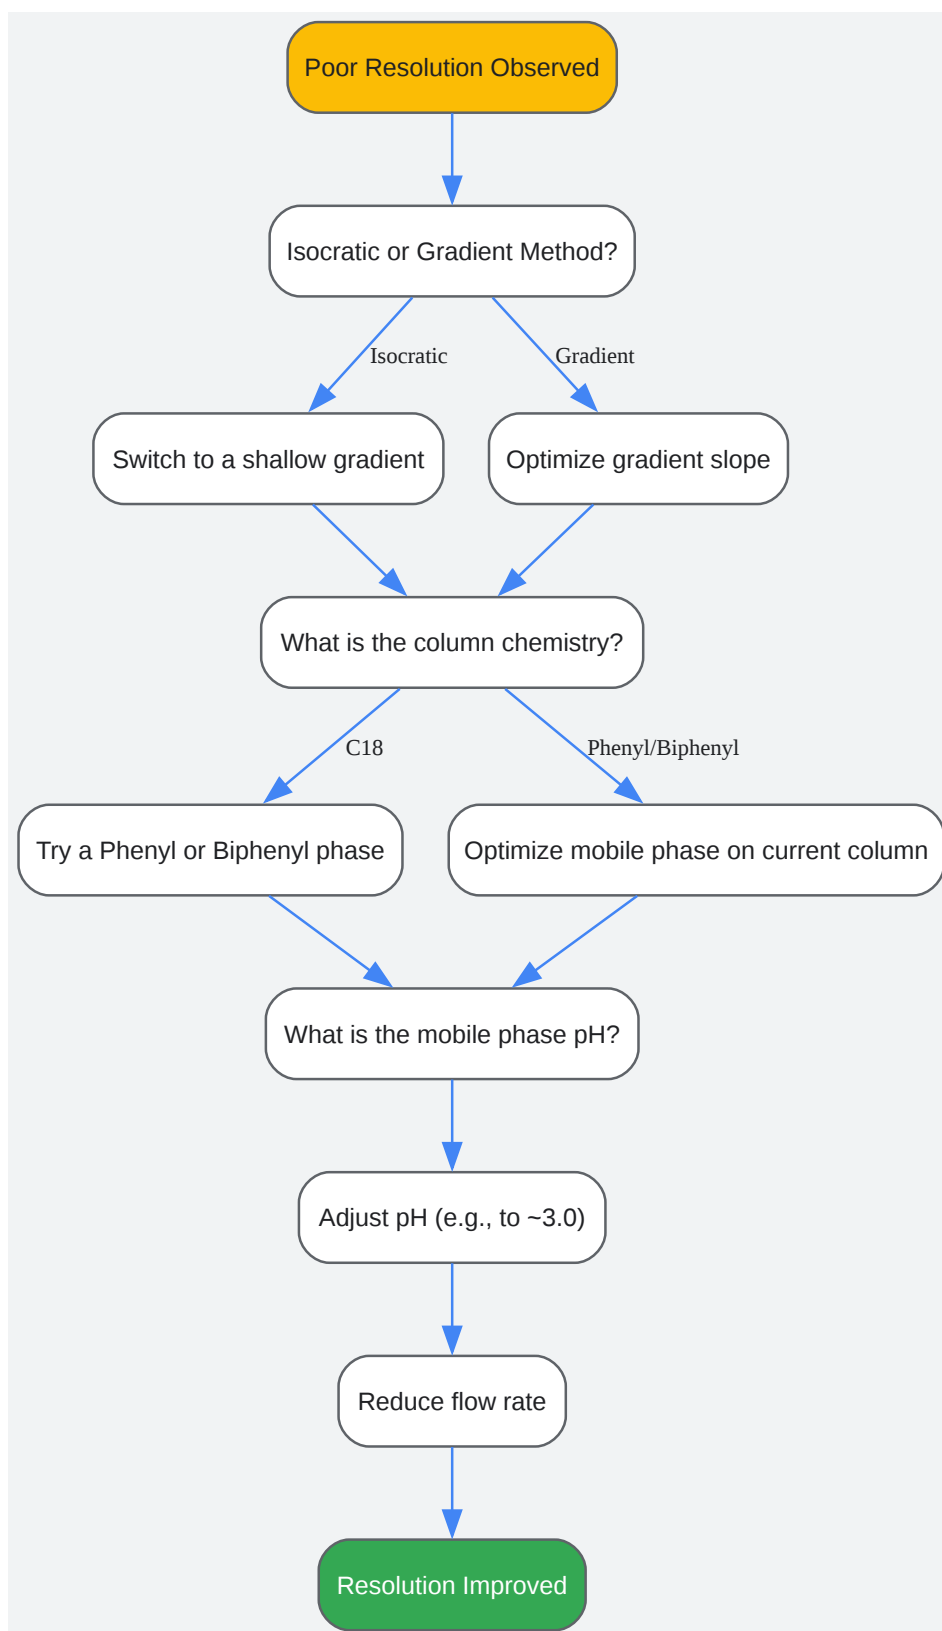 Poor Resolution Observed
Isocratic or Gradient Method?
Isocratic
Gradient
Switch to a shallow gradient
Optimize gradient slope
What is the column chemistry?
C18
Phenyl/Biphenyl
Try a Phenyl or Biphenyl phase
Optimize mobile phase on current column
What is the mobile phase pH?
Adjust pH (e.g., to ~3.0)
Reduce flow rate
Resolution Improved